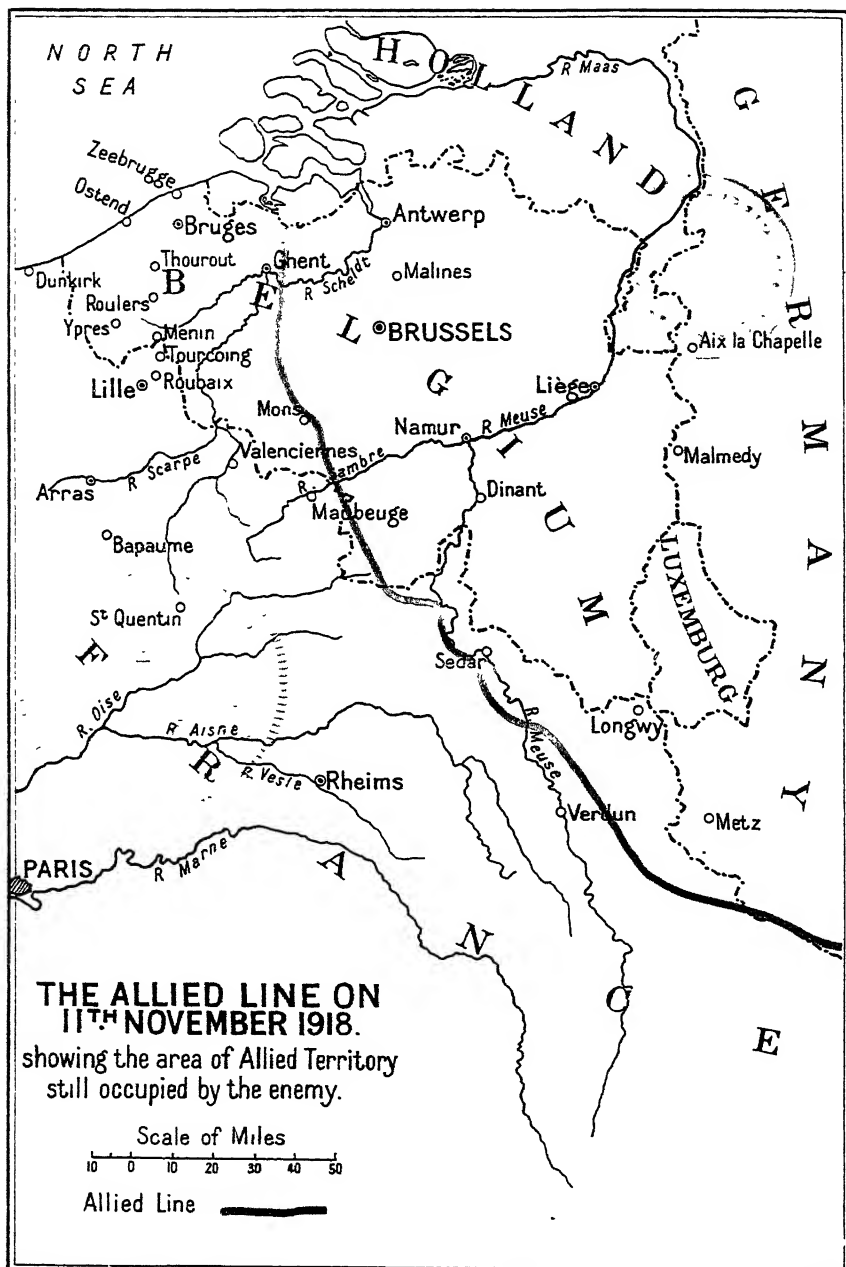 NORTH
SEA
HOLLAND
R Maas
GERMANY
Zeebrugge
Ostend
Bruges
Antwerp
Dunkirk
Thourout
Ghent
R Scheldt
Malines
BELGIUM
Roulers
Ypres
Menin
BRUSSELS
Tourcoing
Aix la Chapelle
Lille
Roubaix
Liège
Mons
Namur
R Meuse
Valenciennes
Malmedy
R Scarpe
R. Sambre
Arras
Dinant
Maubeuge
Bapaume
LUXEMBURG
St Quentin
FRANCE
Sedan
R. Oise
R Aisne
Longwy
R Meuse
R. Vesle
Rheims
Verdun
Metz
PARIS
R Marne
THE ALLIED LINE ON
11TH NOVEMBER 1918.
showing the area of Allied Territory
still occupied by the enemy.
Scale of Miles
10 0 10 20 30 40 50
Allied Line